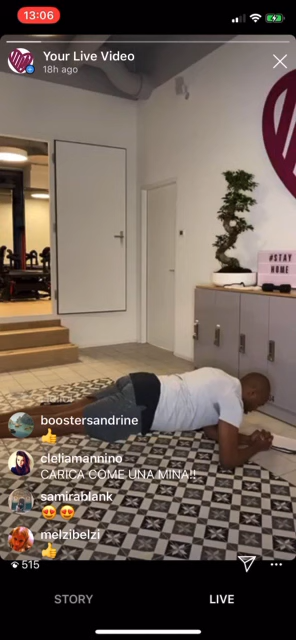 13:06
Your Live Video
18h ago
#STAY
HOME
boostersandrine
👍
cleliamannino
CARICA COME UNA MINA!!
samirablank
😍😍
melzibelzi
👍
515
STORY
LIVE